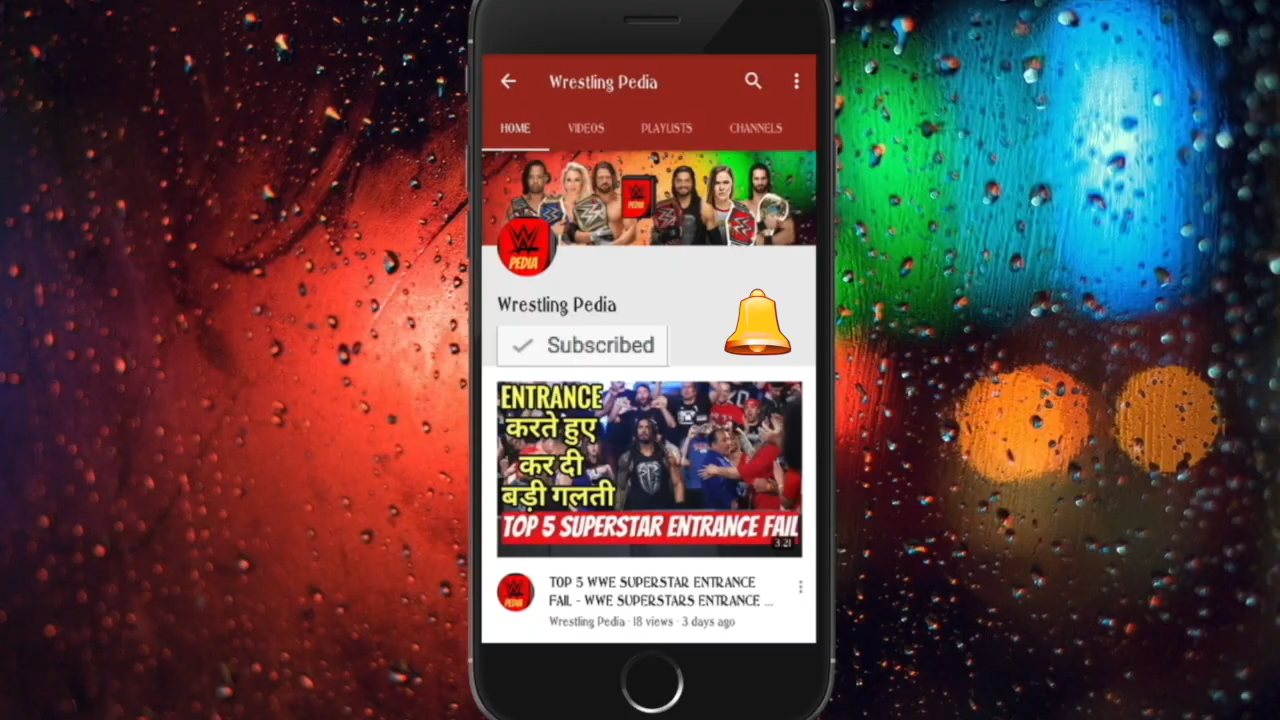 Wrestling Pedia
HOME VIDEOS PLAYLISTS CHANNELS
PEDIA
PEDIA
Wrestling Pedia
Subscribed
ENTRANCE
करते हुए
कर दी
बड़ी गलती
TOP 5 SUPERSTAR ENTRANCE FAIL
3:21
TOP 5 WWE SUPERSTAR ENTRANCE
FAIL - WWE SUPERSTARS ENTRANCE ...
PEDIA
Wrestling Pedia · 18 views · 3 days ago